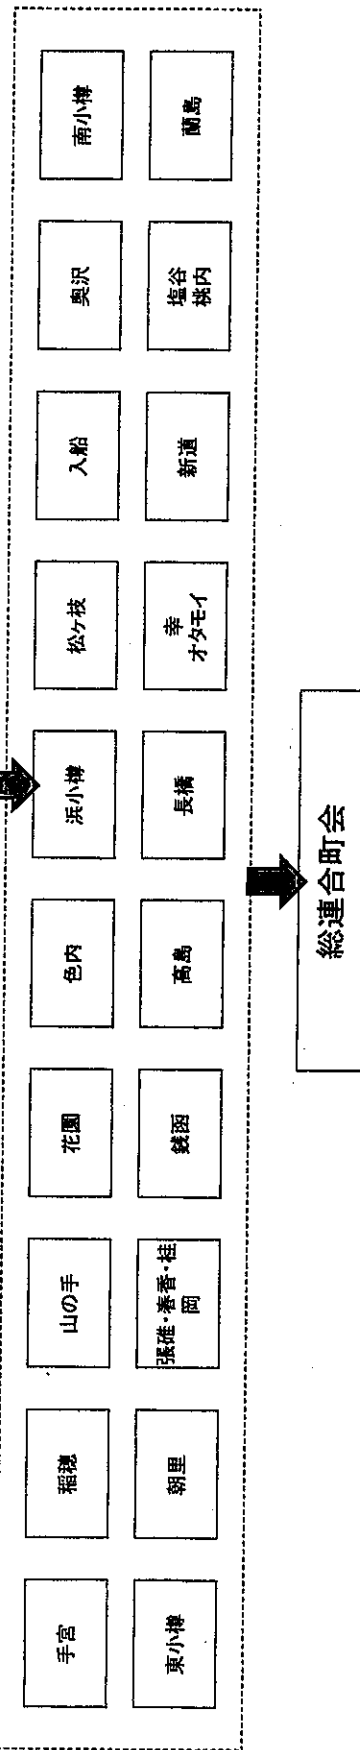 手宮
稲穂
山の手
花園
色内
浜小樽
松ヶ枝
入船
奥沢
南小樽
東小樽
朝里
張碓・春香・桂
岡
銭函
高島
長橋
幸
オタモイ
新道
塩谷
桃内
蘭島
総連合町会